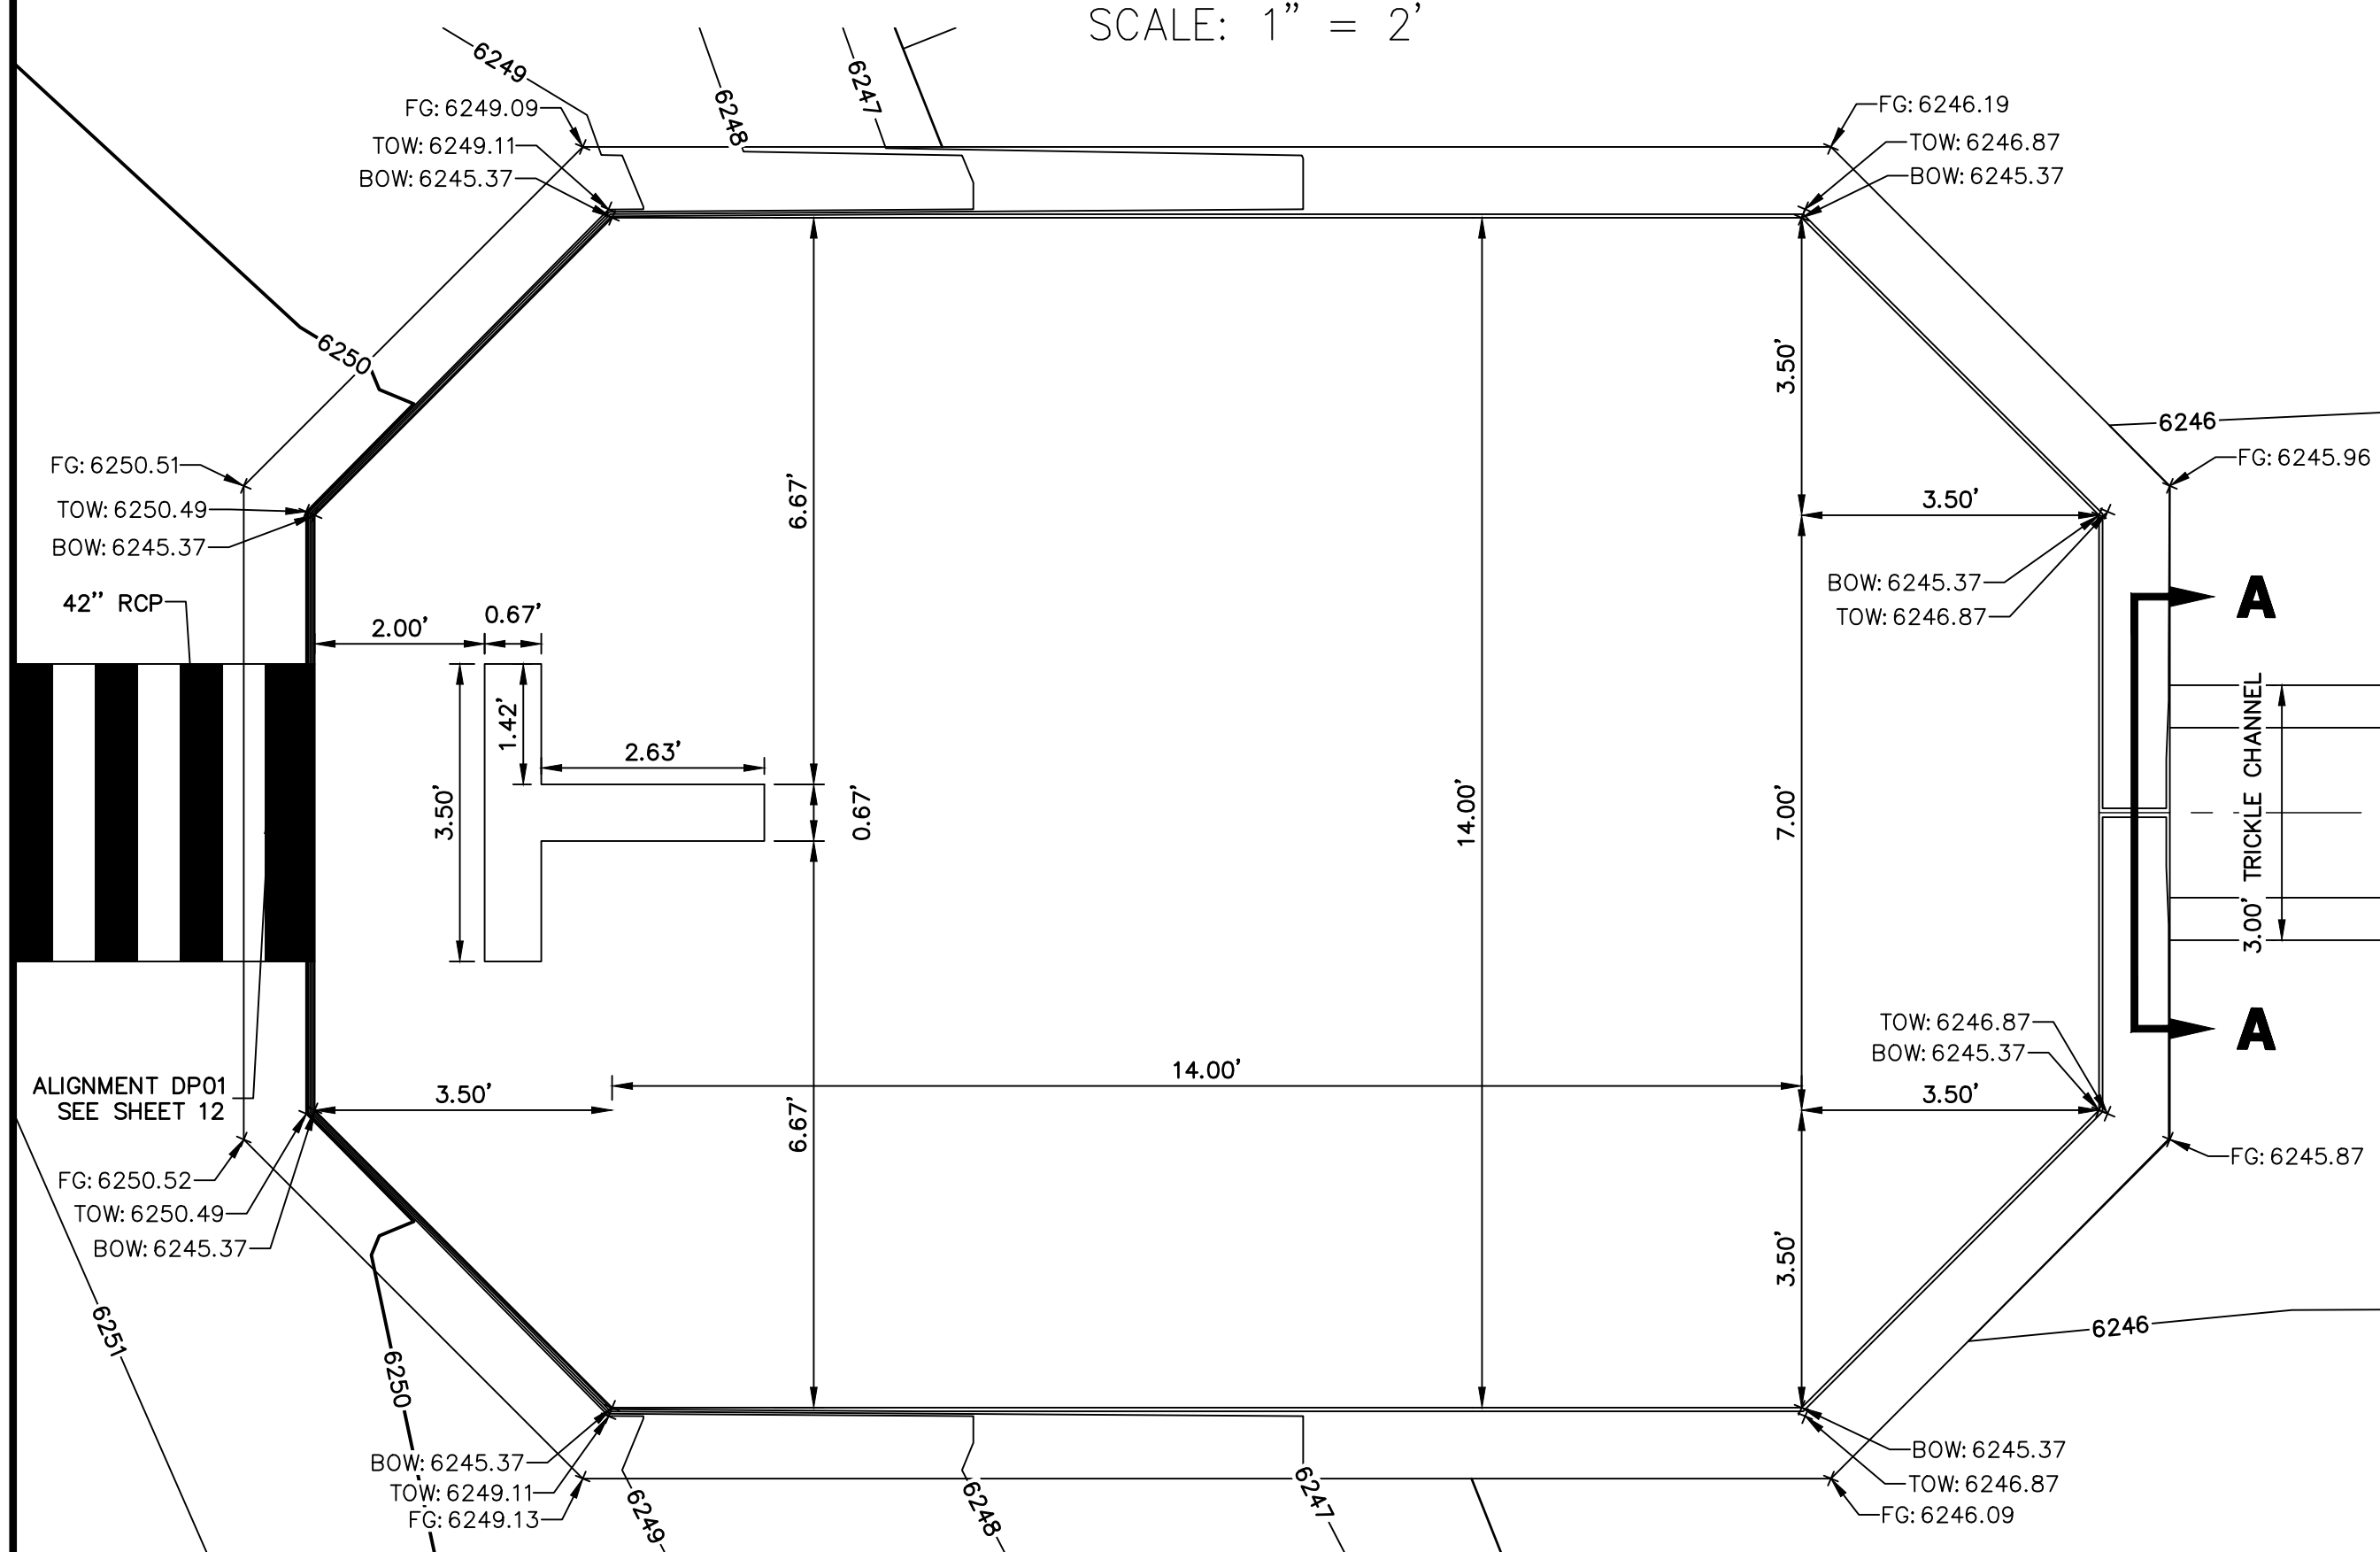 SCALE: 1" = 2'
6249
6248
6247
FG: 6249.09
TOW: 6249.11
BOW: 6245.37
FG: 6246.19
TOW: 6246.87
BOW: 6245.37
6250
3.50'
6246
FG: 6250.51
TOW: 6250.49
BOW: 6245.37
6.67'
3.50'
FG: 6245.96
BOW: 6245.37
TOW: 6246.87
42" RCP
2.00'
0.67'
A
1.42'
2.63'
3.50'
0.67'
14.00'
7.00'
3.00' TRICKLE CHANNEL
A
TOW: 6246.87
BOW: 6245.37
ALIGNMENT DP01
SEE SHEET 12
3.50'
14.00'
3.50'
6.67'
FG: 6245.87
FG: 6250.52
TOW: 6250.49
BOW: 6245.37
3.50'
6251
6250
6246
BOW: 6245.37
TOW: 6249.11
FG: 6249.13
6249
6248
6247
BOW: 6245.37
TOW: 6246.87
FG: 6246.09